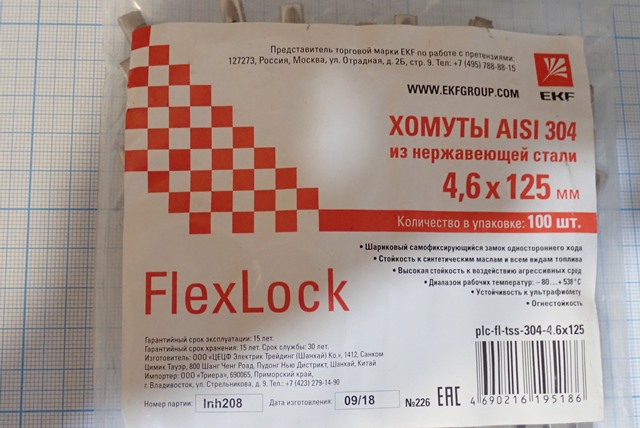 Представитель торговой марки EKF по работе с претензиями:
127273, Россия, Москва, ул. Отрадная, д. 2Б, стр. 9. Тел: +7 (495) 788-88-15
WWW.EKFGROUP.COM
EKF
ХОМУТЫ AISI 304
из нержавеющей стали
4,6 x 125 мм
Количество в упаковке: 100 шт.
• Шариковый самофиксирующийся замок одностороннего хода
• Стойкость к синтетическим маслам и всем видам топлива
• Высокая стойкость к воздействию агрессивных сред
• Диапазон рабочих температур: –80...+538°C
• Устойчивость к ультрафиолету
• Огнестойкость
FlexLock
plc-fl-tss-304-4.6x125
Гарантийный срок эксплуатации: 15 лет.
Гарантийный срок хранения: 15 лет. Срок службы: 30 лет.
Изготовитель: ООО «ЦЕЦФ Электрик Трейдинг (Шанхай) Ко.», 1412, Санком
Цимик Тауэр, 800 Шанг Ченг Роад, Пудонг Нью Дистрикт, Шанхай, Китай
Импортер: ООО «Триера», 690065, Приморский край,
г. Владивосток, ул. Стрельникова, д. 9. Тел.: +7 (423) 279-14-90
Номер партии: lnh208 Дата изготовления: 09/18 №226 EAC
4690216195186